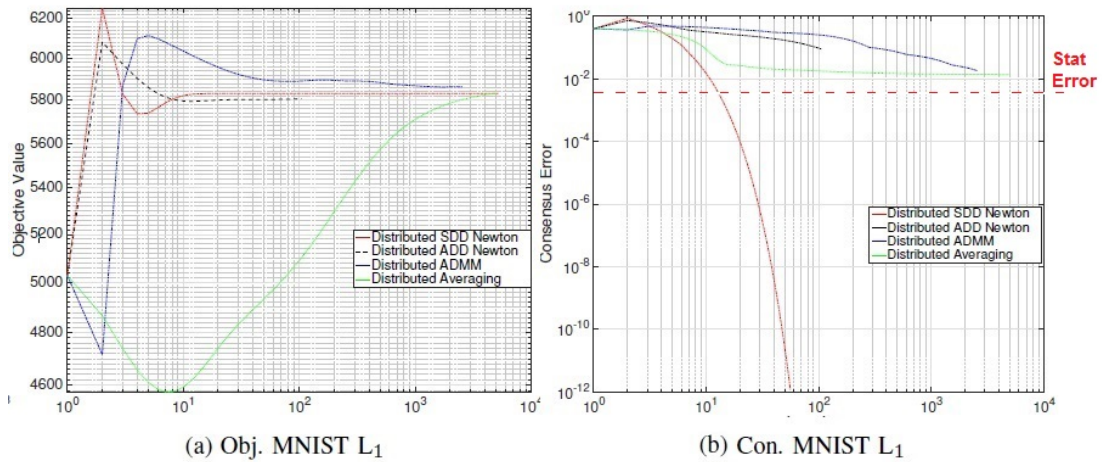 6200
6000
5800
5600
5400
5200
5000
4800
4600
Objective Value
Distributed SDD Newton
Distributed ADD Newton
Distributed ADMM
Distributed Averaging
10^0
10^1
10^2
10^3
10^4
(a) Obj. MNIST L₁
10^0
10^-2
10^-4
10^-6
10^-8
10^-10
10^-12
Consensus Error
Stat
Error
Distributed SDD Newton
Distributed ADD Newton
Distributed ADMM
Distributed Averaging
10^0
10^1
10^2
10^3
10^4
(b) Con. MNIST L₁